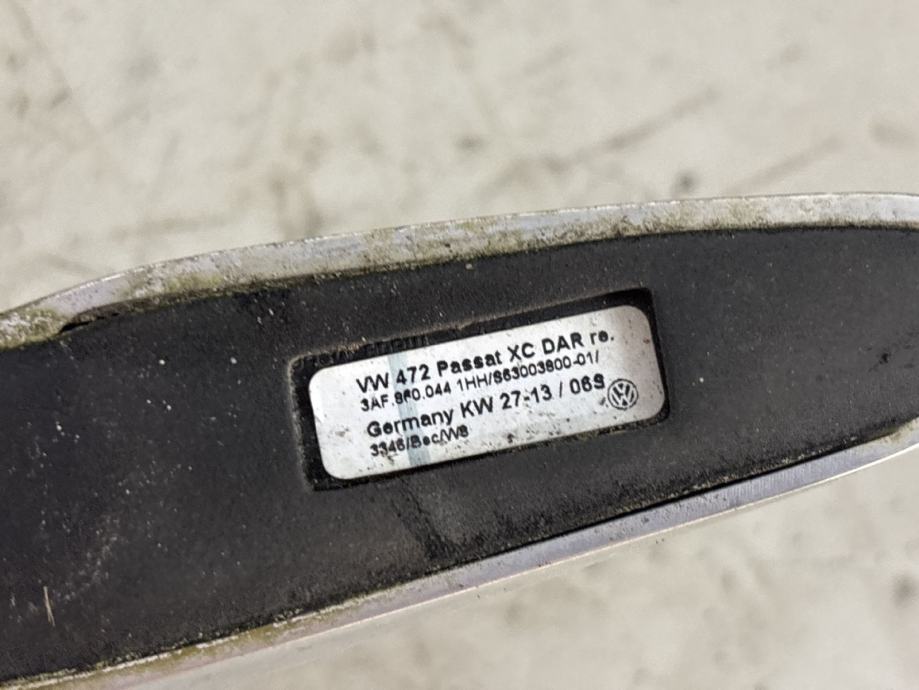 VW 472 Passat XC DAR re.
3AF.860.044 1HH/S63003800-01/
Germany KW 27-13 / 06S
3346/Bec/W8